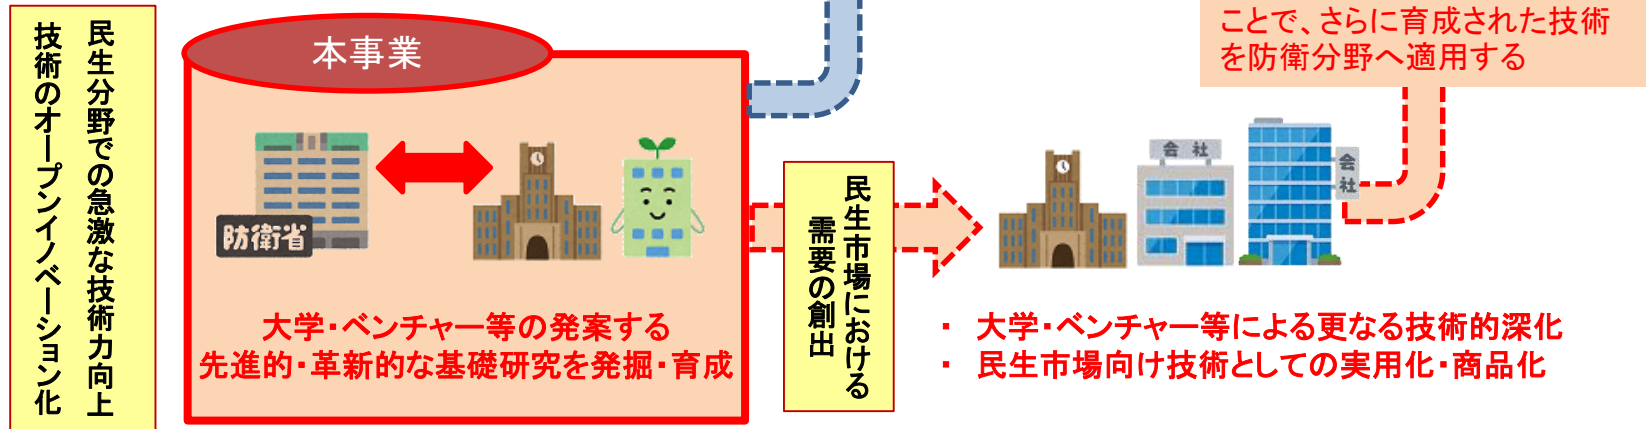 民生分野での急激な技術力向上
技術のオープンイノベーション化
本事業
防衛省
大学・ベンチャー等の発案する
先進的・革新的な基礎研究を発掘・育成
民生市場における
需要の創出
ことで、さらに育成された技術
を防衛分野へ適用する
会社
会社
・ 大学・ベンチャー等による更なる技術的深化
・ 民生市場向け技術としての実用化・商品化